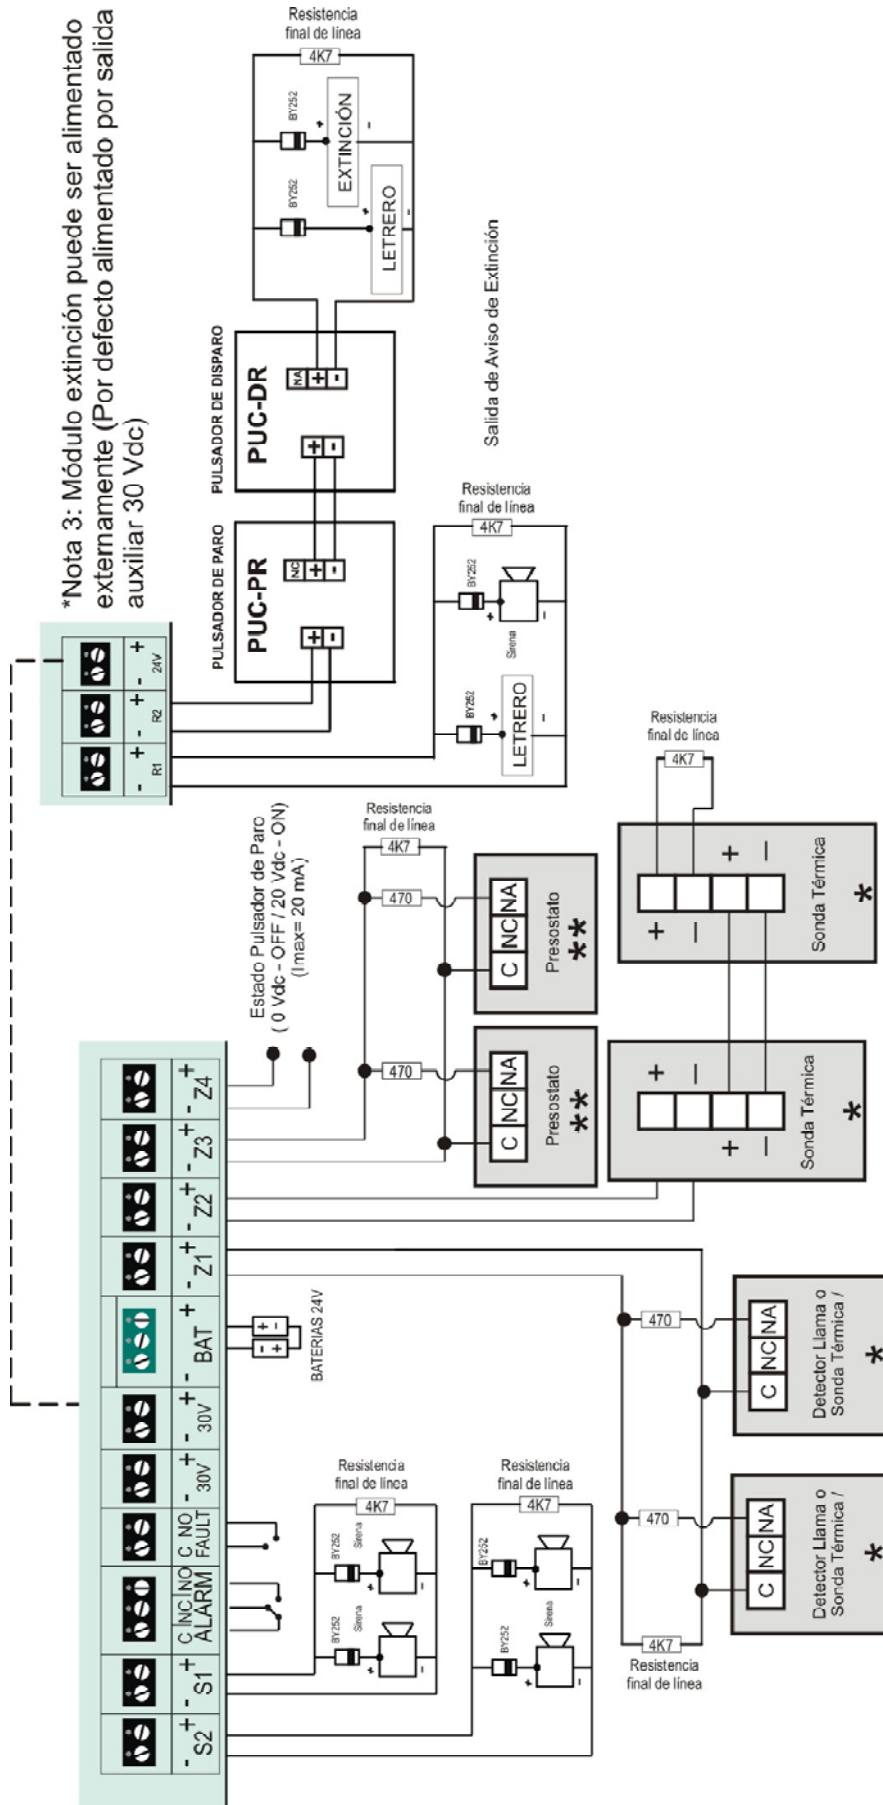 *Nota 3: Módulo extinción puede ser alimentado
externamente (Por defecto alimentado por salida
auxiliar 30 Vdc)
Resistencia
final de línea
4K7
BY252
+
EXTINCIÓN
-
BY252
+
LETRERO
-
PULSADOR DE DISPARO
PUC-DR
NA
+
-
+
-
PULSADOR DE PARO
PUC-PR
NC
+
-
+
-
Salida de Aviso de Extinción
- + 24V
- + R2
- + R1
Resistencia
final de línea
4K7
BY252
+
Sirena
-
BY252
+
LETRERO
-
Estado Pulsador de Paro
( 0 Vdc - OFF / 20 Vdc - ON)
(Imax= 20 mA)
Resistencia
final de línea
4K7
470
C NC NA
Presostato
**
470
C NC NA
Presostato
**
Resistencia
final de línea
4K7
+
-
+
-
Sonda Térmica
*
+
-
+
-
Sonda Térmica
*
- Z4 +
- Z3 +
- Z2 +
- Z1 +
- BAT +
- 30V +
- 30V +
C NO
FAULT
C NC NO
ALARM
- S1 +
- S2 +
+ -
- +
BATERIAS 24V
Resistencia
final de línea
4K7
BY252
Sirena
+
-
BY252
Sirena
+
-
Resistencia
final de línea
4K7
BY252
+
-
BY252
Sirena
+
-
470
C NC NA
Detector Llama o
Sonda Térmica /
*
470
C NC NA
Detector Llama o
Sonda Térmica /
*
4K7
Resistencia
final de línea